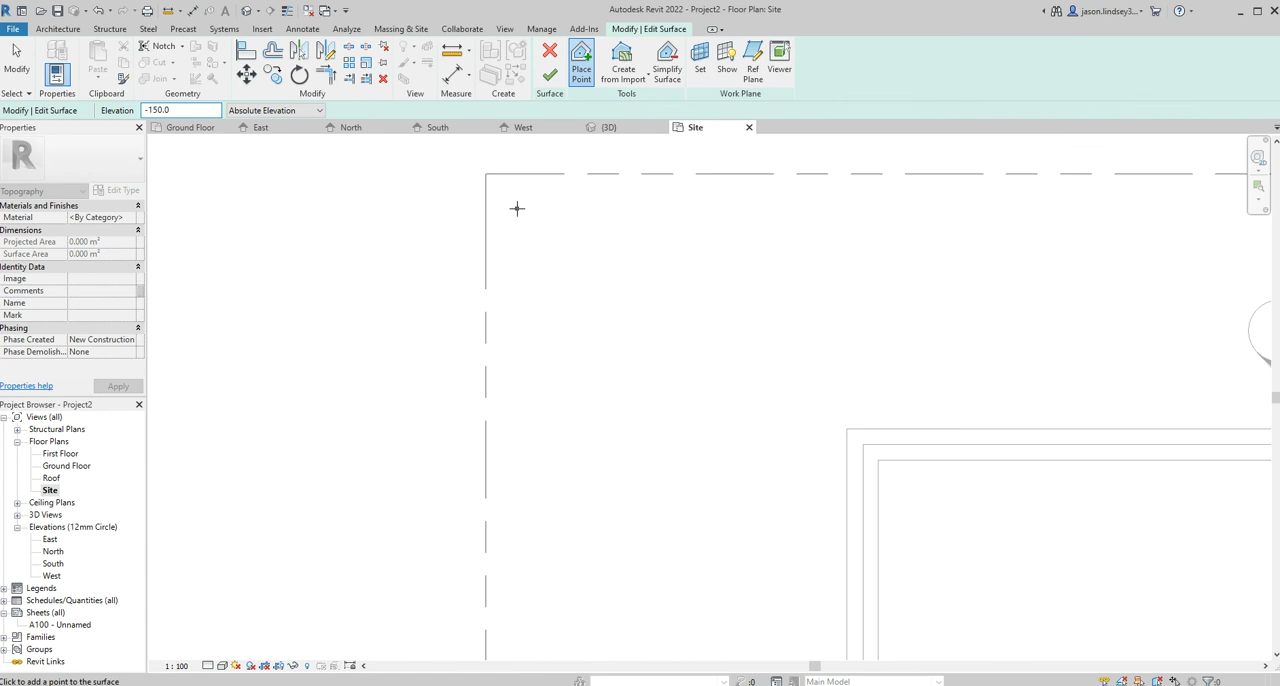 Autodesk Revit 2022 - Project2 - Floor Plan: Site
jason.lindsey3...
File Architecture Structure Steel Precast Systems Insert Annotate Analyze Massing & Site Collaborate View Manage Add-Ins Modify | Edit Surface
Modify
Paste
Notch
Cut
Join
Place Point
Create from Import
Simplify Surface
Set
Show
Ref Plane
Viewer
Select Properties Clipboard Geometry Modify View Measure Create Surface Tools Work Plane
Modify | Edit Surface Elevation -150.0 Absolute Elevation
Properties
Ground Floor East North South West {3D} Site
Topography Edit Type
Materials and Finishes
Material <By Category>
Dimensions
Projected Area 0.000 m²
Surface Area 0.000 m²
Identity Data
Image
Comments
Name
Mark
Phasing
Phase Created New Construction
Phase Demolish... None
Properties help Apply
Project Browser - Project2
Views (all)
Structural Plans
Floor Plans
First Floor
Ground Floor
Roof
Site
Ceiling Plans
3D Views
Elevations (12mm Circle)
East
North
South
West
Legends
Schedules/Quantities (all)
Sheets (all)
A100 - Unnamed
Families
Groups
Revit Links
1 : 100
Click to add a point to the surface
:0
Main Model
:0